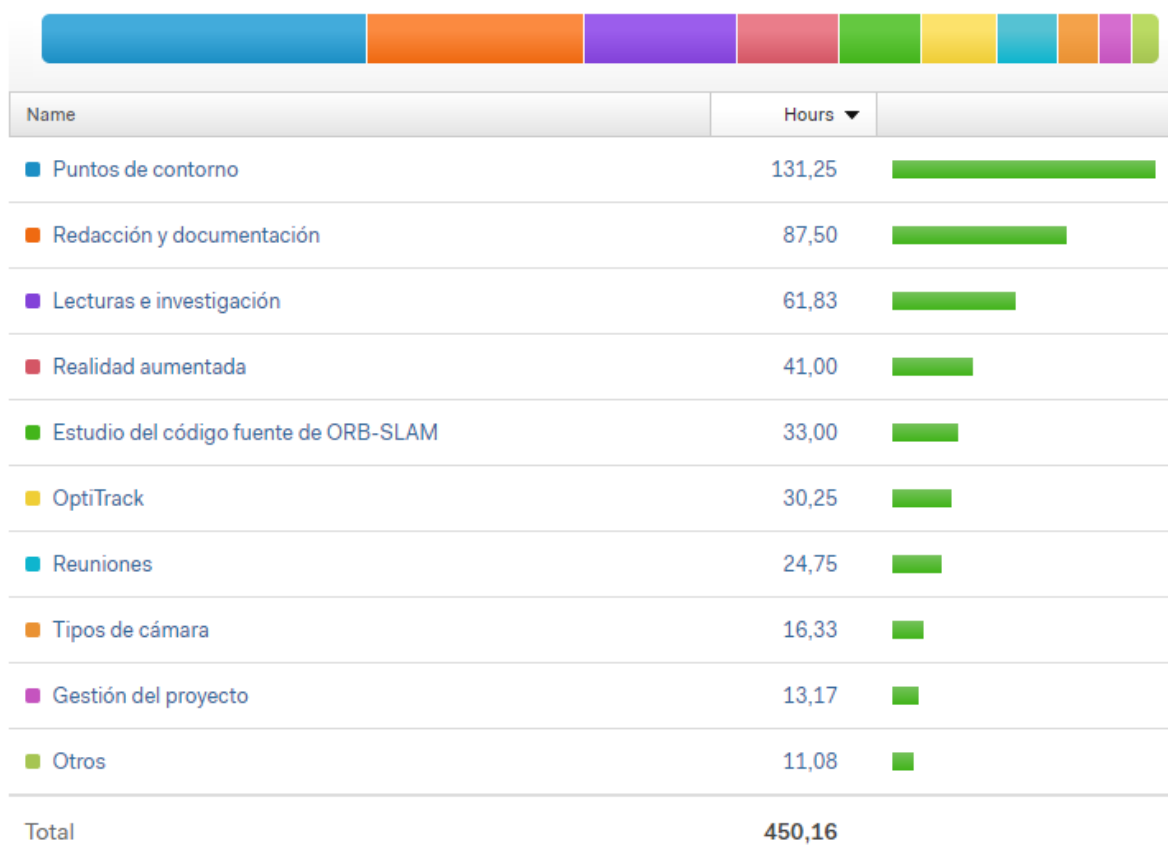 Name Hours
Puntos de contorno 131,25
Redacción y documentación 87,50
Lecturas e investigación 61,83
Realidad aumentada 41,00
Estudio del código fuente de ORB-SLAM 33,00
OptiTrack 30,25
Reuniones 24,75
Tipos de cámara 16,33
Gestión del proyecto 13,17
Otros 11,08
Total 450,16